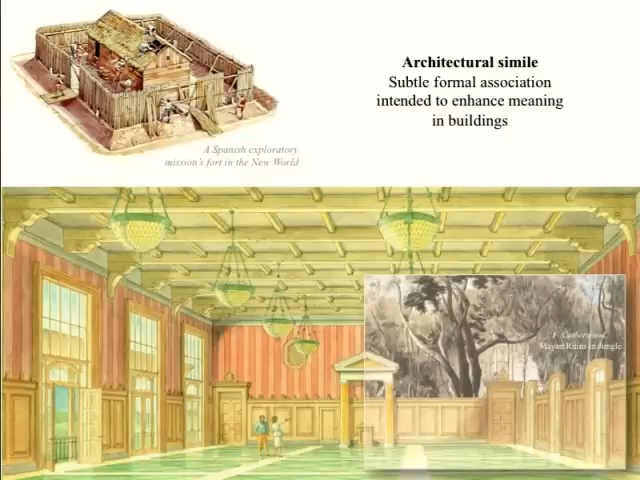 Architectural simile
Subtle formal association
intended to enhance meaning
in buildings
A Spanish exploratory
mission's fort in the New World
F. Catherwood,
Mayan Ruins in Jungle